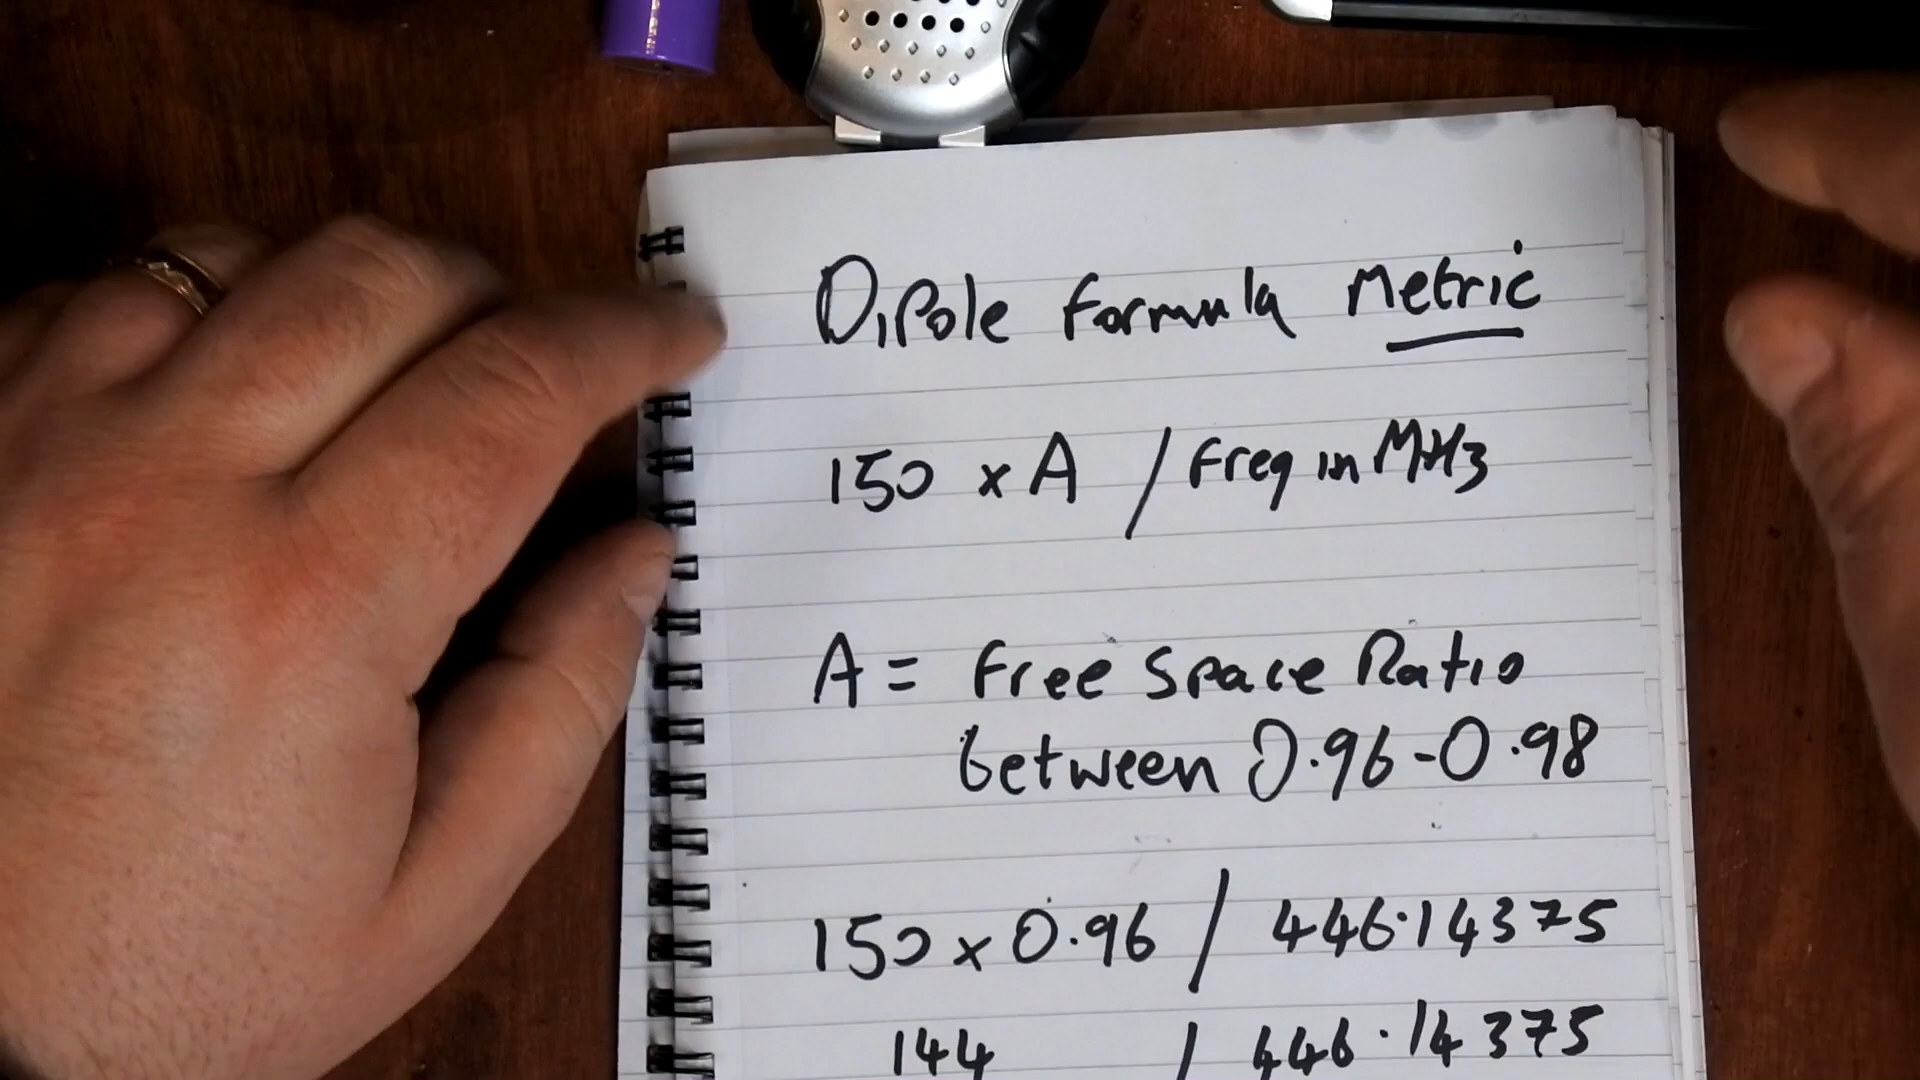 Dipole formula Metric
150 x A / Freq in MHz
A = Free Space Ratio
between 0.96-0.98
150 x 0.96 / 446.14375
144 / 446.14375